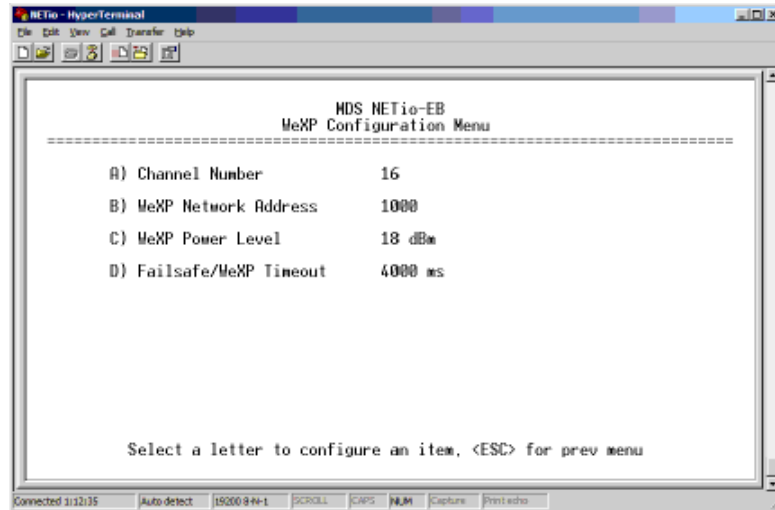 NETio - HyperTerminal
File Edit View Call Transfer Help
MDS NETio-EB
WeXP Configuration Menu
==========================================================================
A) Channel Number 16
B) WeXP Network Address 1000
C) WeXP Power Level 18 dBm
D) Failsafe/WeXP Timeout 4000 ms
Select a letter to configure an item, <ESC> for prev menu
Connected 1:12:35 Auto detect 19200 8-N-1 SCROLL CAPS NUM Capture Print echo